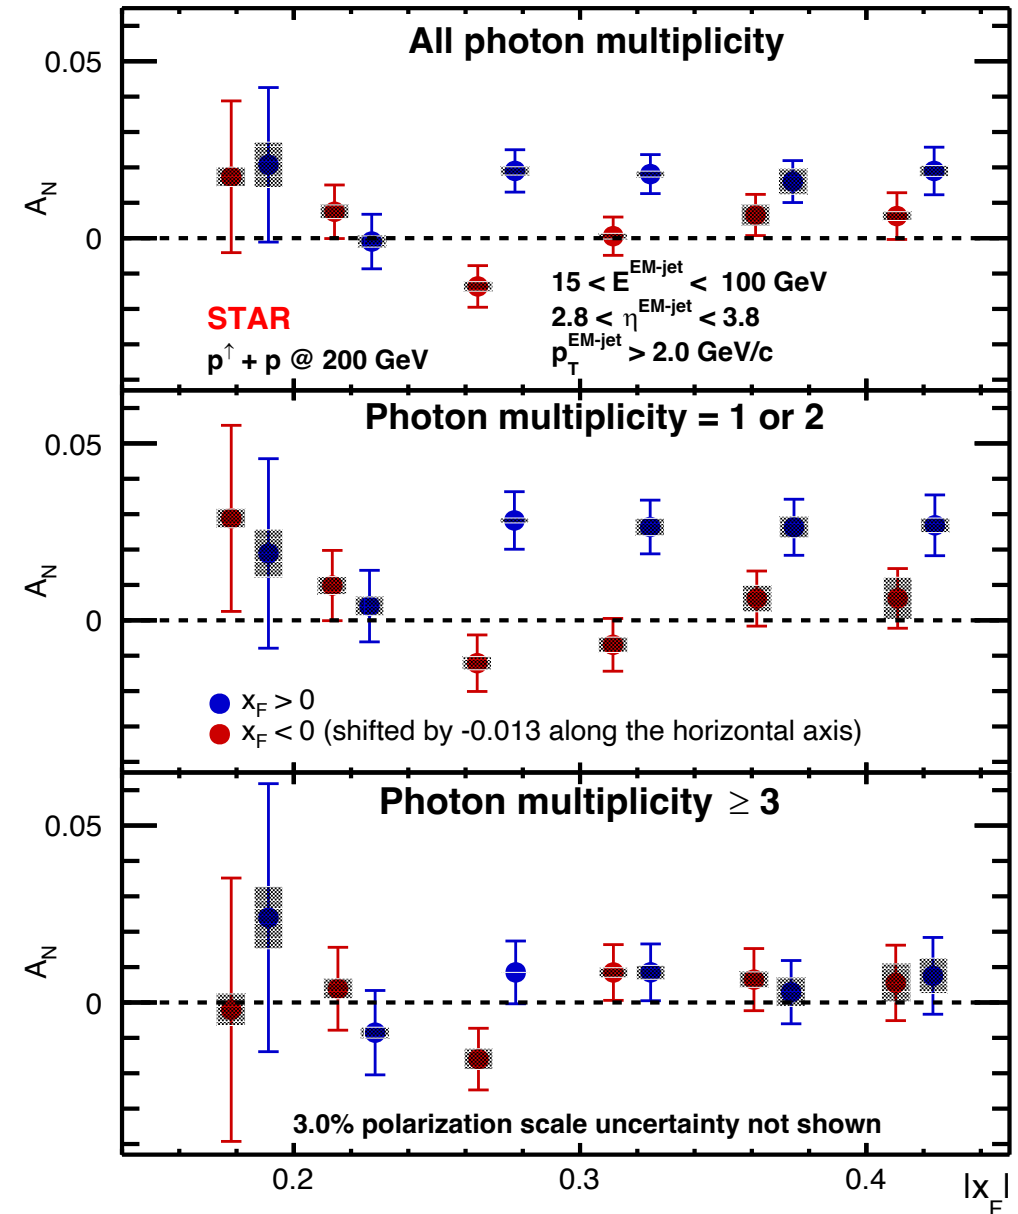 All photon multiplicity
0.05
A_N
0
15 < E^EM-jet < 100 GeV
2.8 < η^EM-jet < 3.8
p_T^EM-jet > 2.0 GeV/c
STAR
p^↑ + p @ 200 GeV
Photon multiplicity = 1 or 2
0.05
A_N
0
x_F > 0
x_F < 0 (shifted by -0.013 along the horizontal axis)
Photon multiplicity ≥ 3
0.05
A_N
0
3.0% polarization scale uncertainty not shown
0.2 0.3 0.4 |x_F|